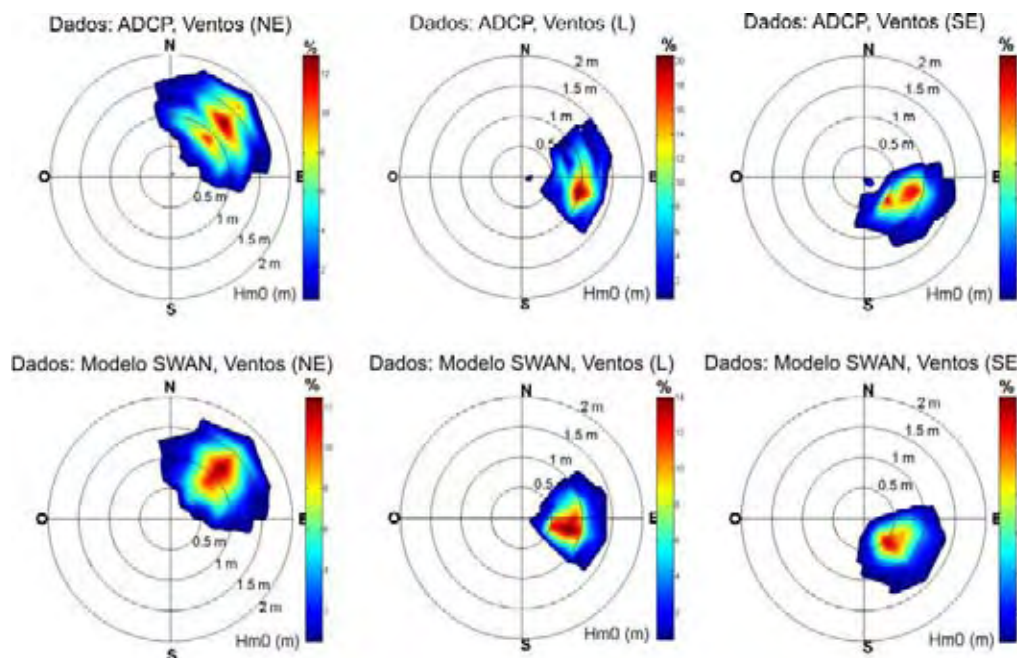 Dados: ADCP, Ventos (NE)
N
%
12
O
E
0.5 m
1 m
1.5 m
2 m
S
Hm0 (m)
Dados: ADCP, Ventos (L)
N
%
20
2 m
1.5 m
1 m
0.5
O
E
S
Hm0 (m)
Dados: ADCP, Ventos (SE)
N
2 m
1.5 m
1 m
0.5 m
O
E
S
Hm0 (m)
Dados: Modelo SWAN, Ventos (NE)
N
%
O
E
0.5 m
1 m
1.5 m
2 m
Hm0 (m)
S
Dados: Modelo SWAN, Ventos (L)
N
%
14
2 m
1.5 m
1 m
0.5
O
E
Hm0 (m)
S
Dados: Modelo SWAN, Ventos (SE
N
2 m
1.5 m
1 m
0.5 m
O
E
Hm0 (m)
S